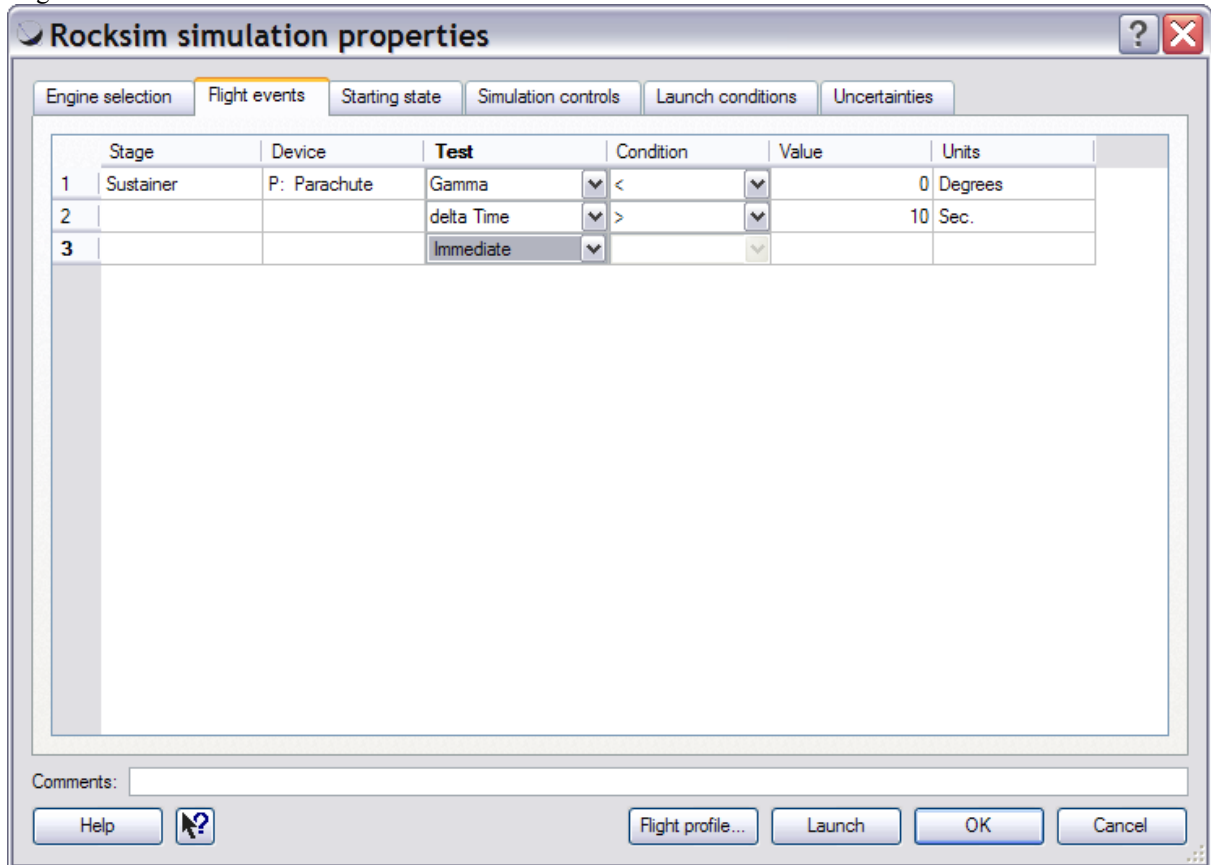 Rocksim simulation properties
Engine selection Flight events Starting state Simulation controls Launch conditions Uncertainties
Stage Device Test Condition Value Units
1 Sustainer P: Parachute Gamma < 0 Degrees
2 delta Time > 10 Sec.
3 Immediate
Comments:
Help Flight profile... Launch OK Cancel